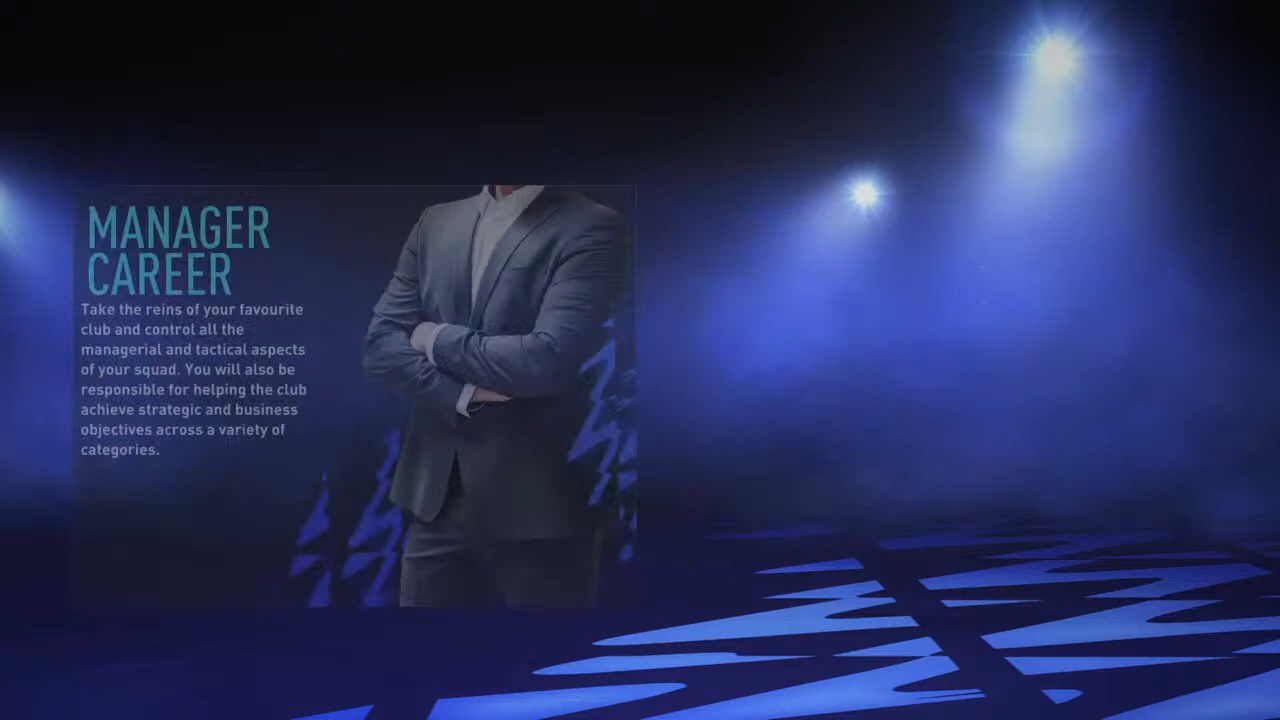 MANAGER
CAREER
Take the reins of your favourite
club and control all the
managerial and tactical aspects
of your squad. You will also be
responsible for helping the club
achieve strategic and business
objectives across a variety of
categories.